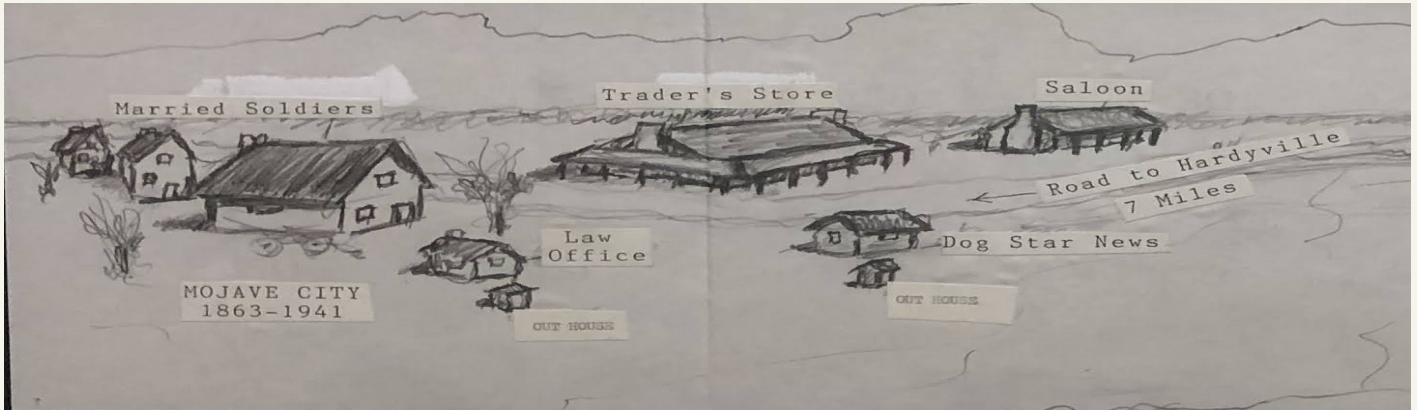 Married Soldiers
Trader's Store
Saloon
Road to Hardyville
7 Miles
Law
Office
Dog Star News
MOJAVE CITY
1863-1941
OUT HOUSE
OUT HOUSE